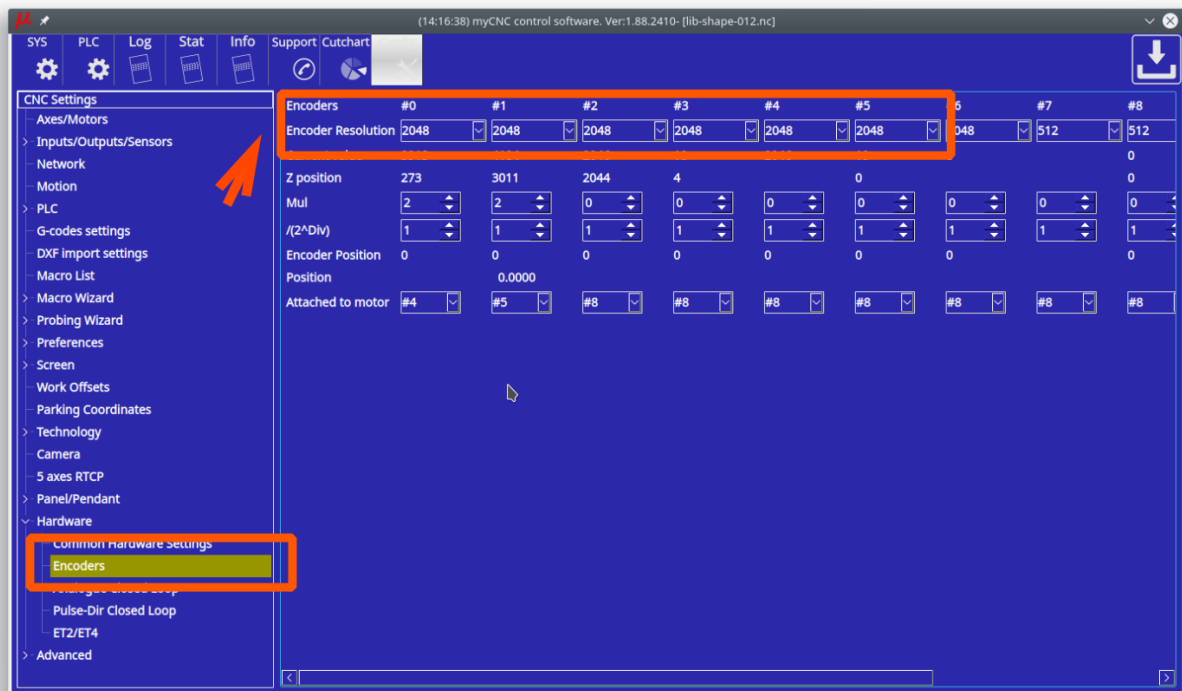 (14:16:38) myCNC control software. Ver:1.88.2410- [lib-shape-012.nc]
SYS PLC Log Stat Info Support Cutchart
CNC Settings
Axes/Motors
Inputs/Outputs/Sensors
Network
Motion
PLC
G-codes settings
DXF import settings
Macro List
Macro Wizard
Probing Wizard
Preferences
Screen
Work Offsets
Parking Coordinates
Technology
Camera
5 axes RTCP
Panel/Pendant
Hardware
Common Hardware Settings
Encoders
Pulse-Dir Closed Loop
ET2/ET4
Advanced
Encoders #0 #1 #2 #3 #4 #5 #7 #8
Encoder Resolution 2048 2048 2048 2048 2048 2048 512 512
0
Z position 273 3011 2044 4 0 0
Mul 2 2 0 0 0 0 0 0 0
/(2^Div) 1 1 1 1 1 1 1 1 1
Encoder Position 0 0 0 0 0 0 0 0
Position 0.0000
Attached to motor #4 #5 #8 #8 #8 #8 #8 #8 #8